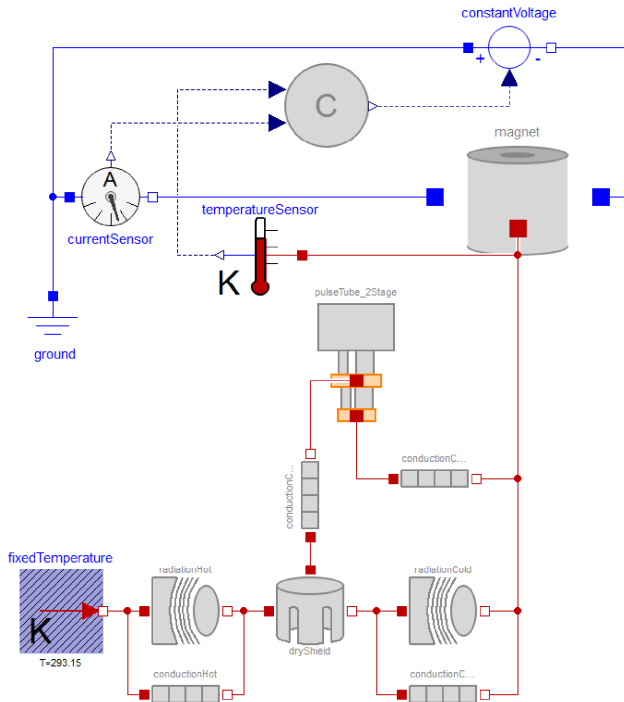 constantVoltage
+
-
C
magnet
A
temperatureSensor
currentSensor
K
pulseTube_2Stage
ground
conductionC...
conductionC...
fixedTemperature
radiationHot
radiationCold
K
dryShield
T=293.15
conductionHot
conductionC...